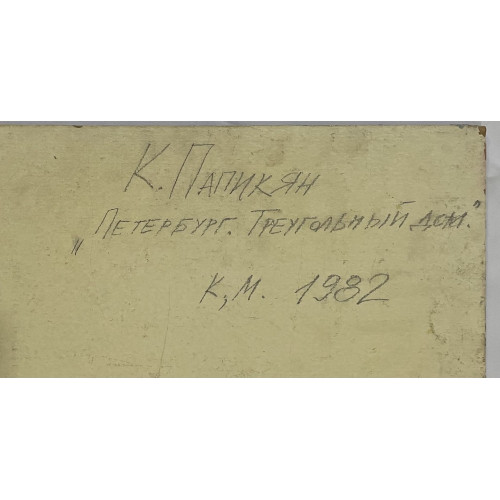 К. Папикян
„Петербург. Треугольный дом."
К, М. 1982